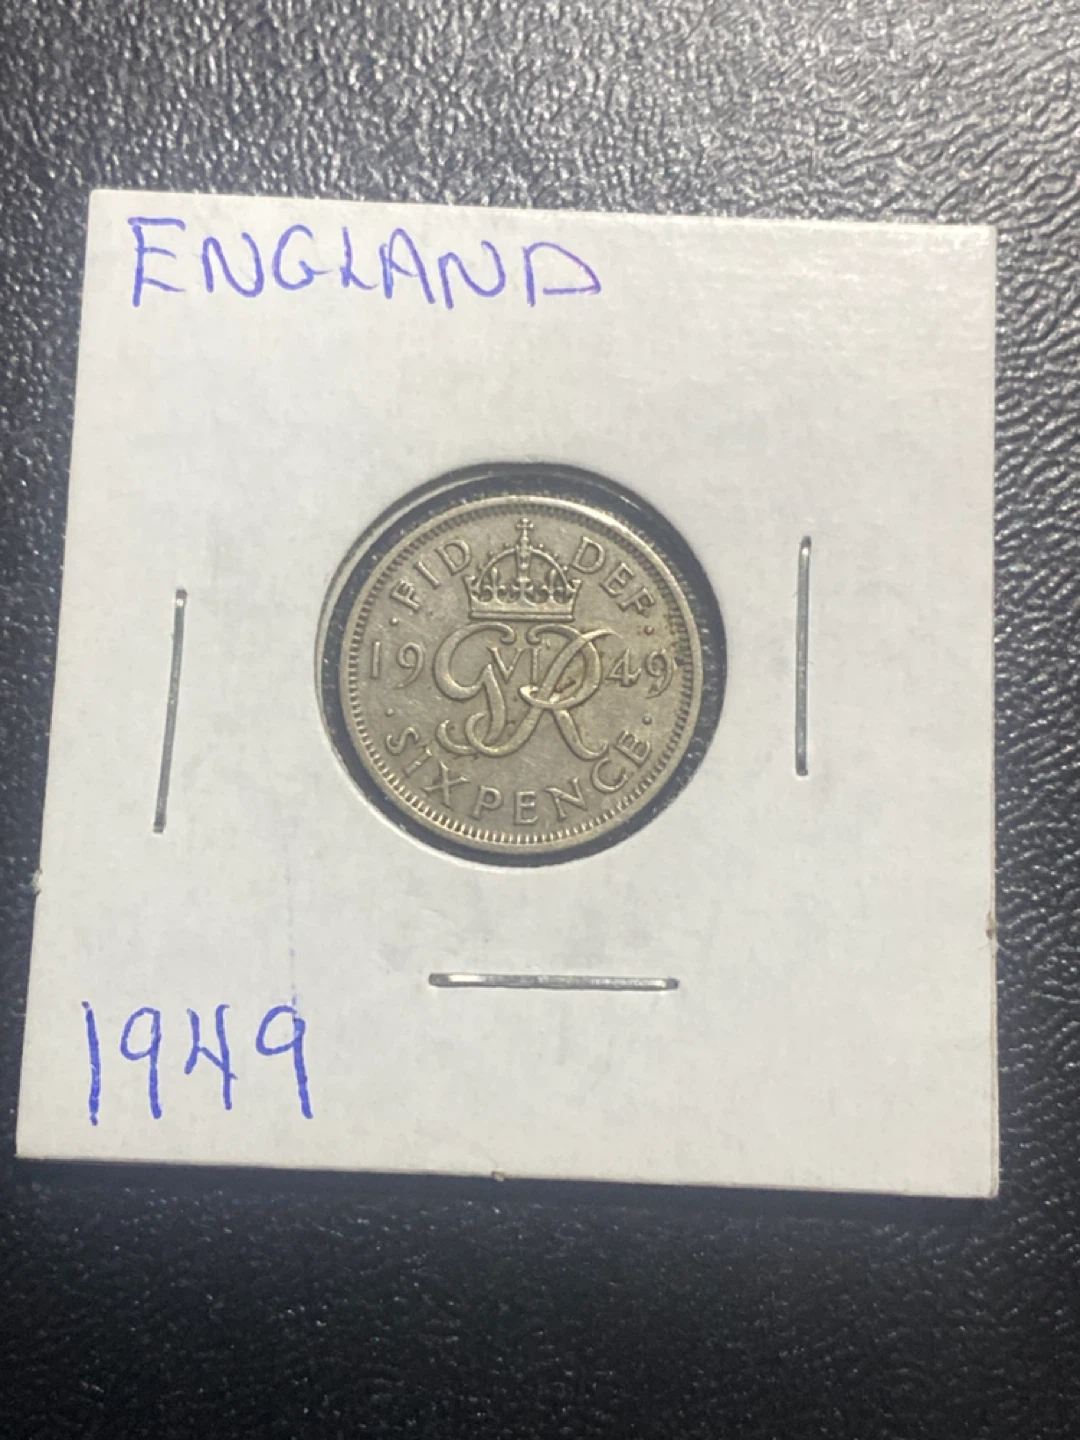 ENGLAND
· FID DEF ·
19 GVIR 49
· SIXPENCE ·
1949